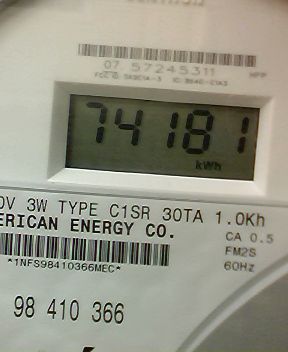 07. 57245311
74181
kWh
0V 3W TYPE C1SR 30TA 1.0Kh
ERICAN ENERGY CO.
CA 0.5
FM2S
*1NFS98410366MEC*
60Hz
98 410 366